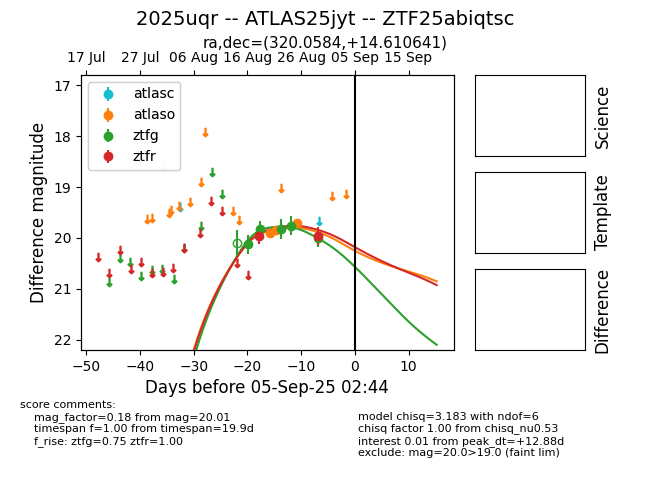 2025uqr -- ATLAS25jyt -- ZTF25abiqtsc
ra,dec=(320.0584,+14.610641)
17 Jul 27 Jul 06 Aug 16 Aug 26 Aug 05 Sep 15 Sep
atlasc
atlaso
ztfg
ztfr
17
18
19
20
21
22
Difference magnitude
−50 −40 −30 −20 −10 0 10
Days before 05-Sep-25 02:44
Science
Template
Difference
score comments:
mag_factor=0.18 from mag=20.01
timespan f=1.00 from timespan=19.9d
f_rise: ztfg=0.75 ztfr=1.00
model chisq=3.183 with ndof=6
chisq factor 1.00 from chisq_nu0.53
interest 0.01 from peak_dt=+12.88d
exclude: mag=20.0>19.0 (faint lim)